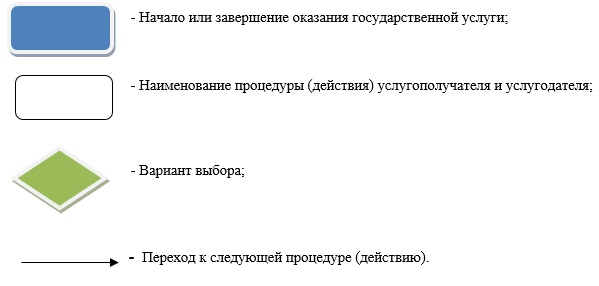 - Начало или завершение оказания государственной услуги;
- Наименование процедуры (действия) услугополучателя и услугодателя;
- Вариант выбора;
- Переход к следующей процедуре (действию).